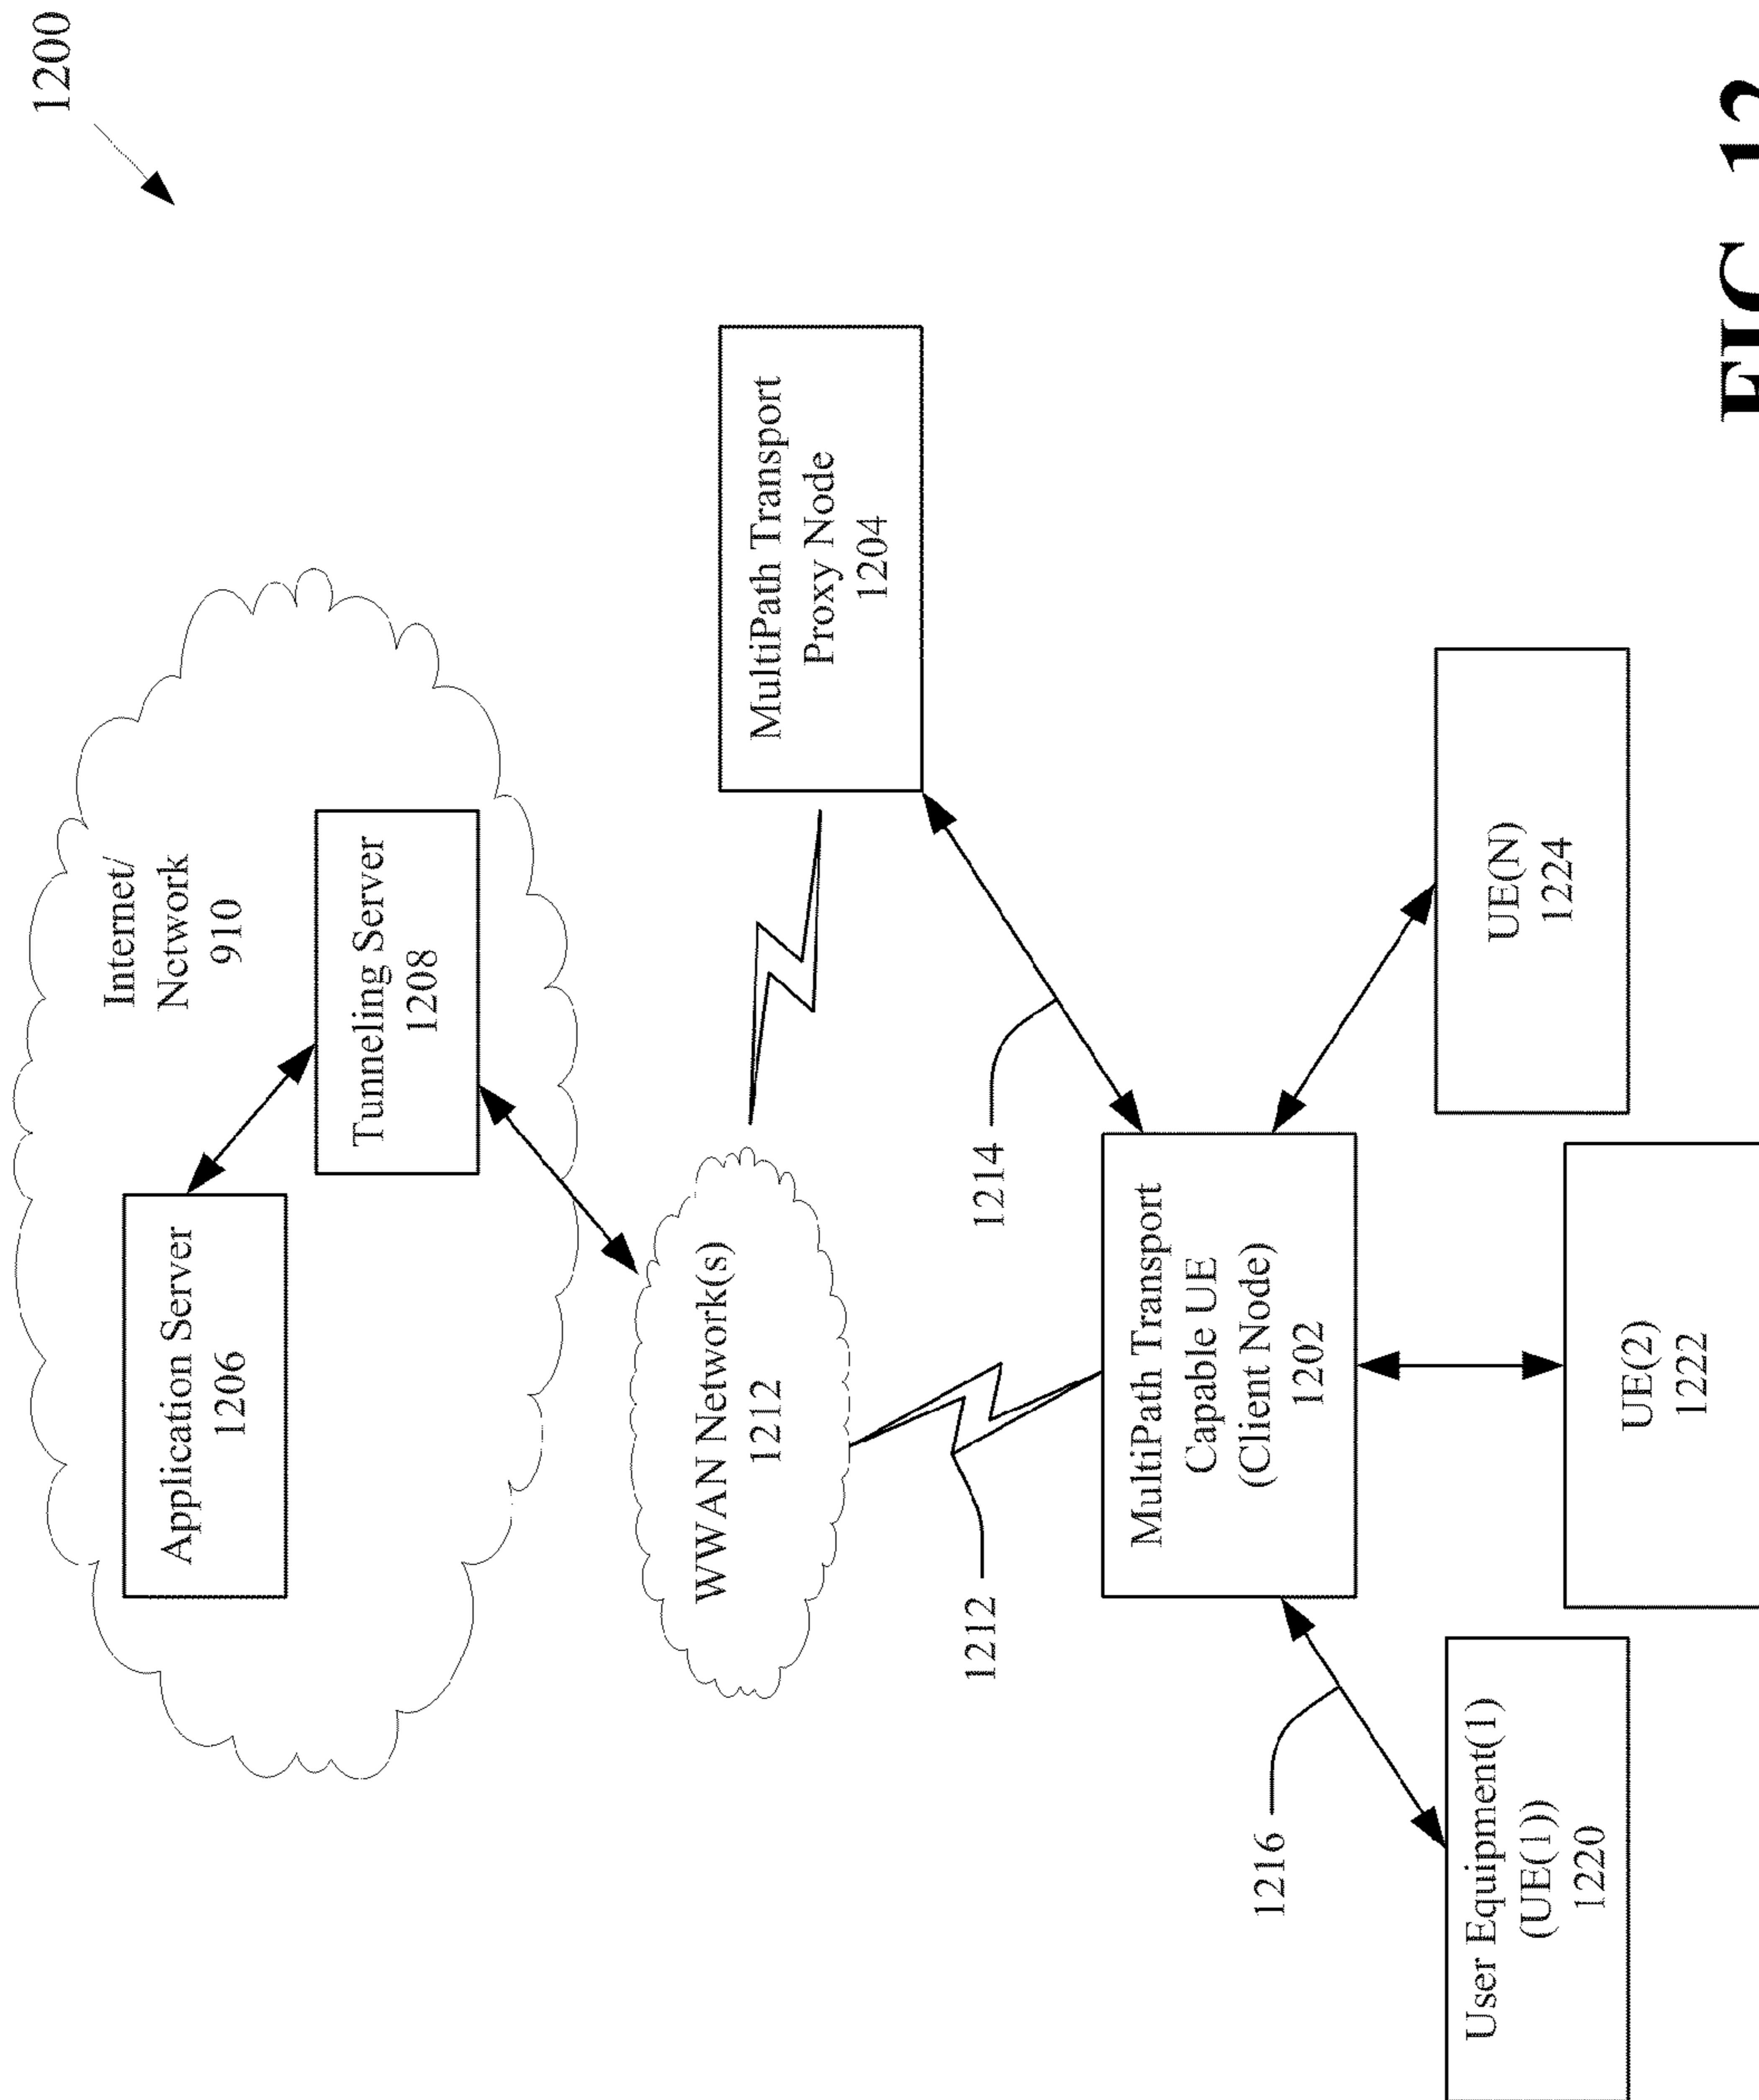 1200
Internet/
Network
910
Application Server
1206
Tunneling Server
1208
WWAN Network(s)
1212
MultiPath Transport
Proxy Node
1204
1212
1214
MultiPath Transport
Capable UE
(Client Node)
1202
1216
User Equipment(1)
(UE(1))
1220
UE(2)
1222
UE(N)
1224
FIG. 12